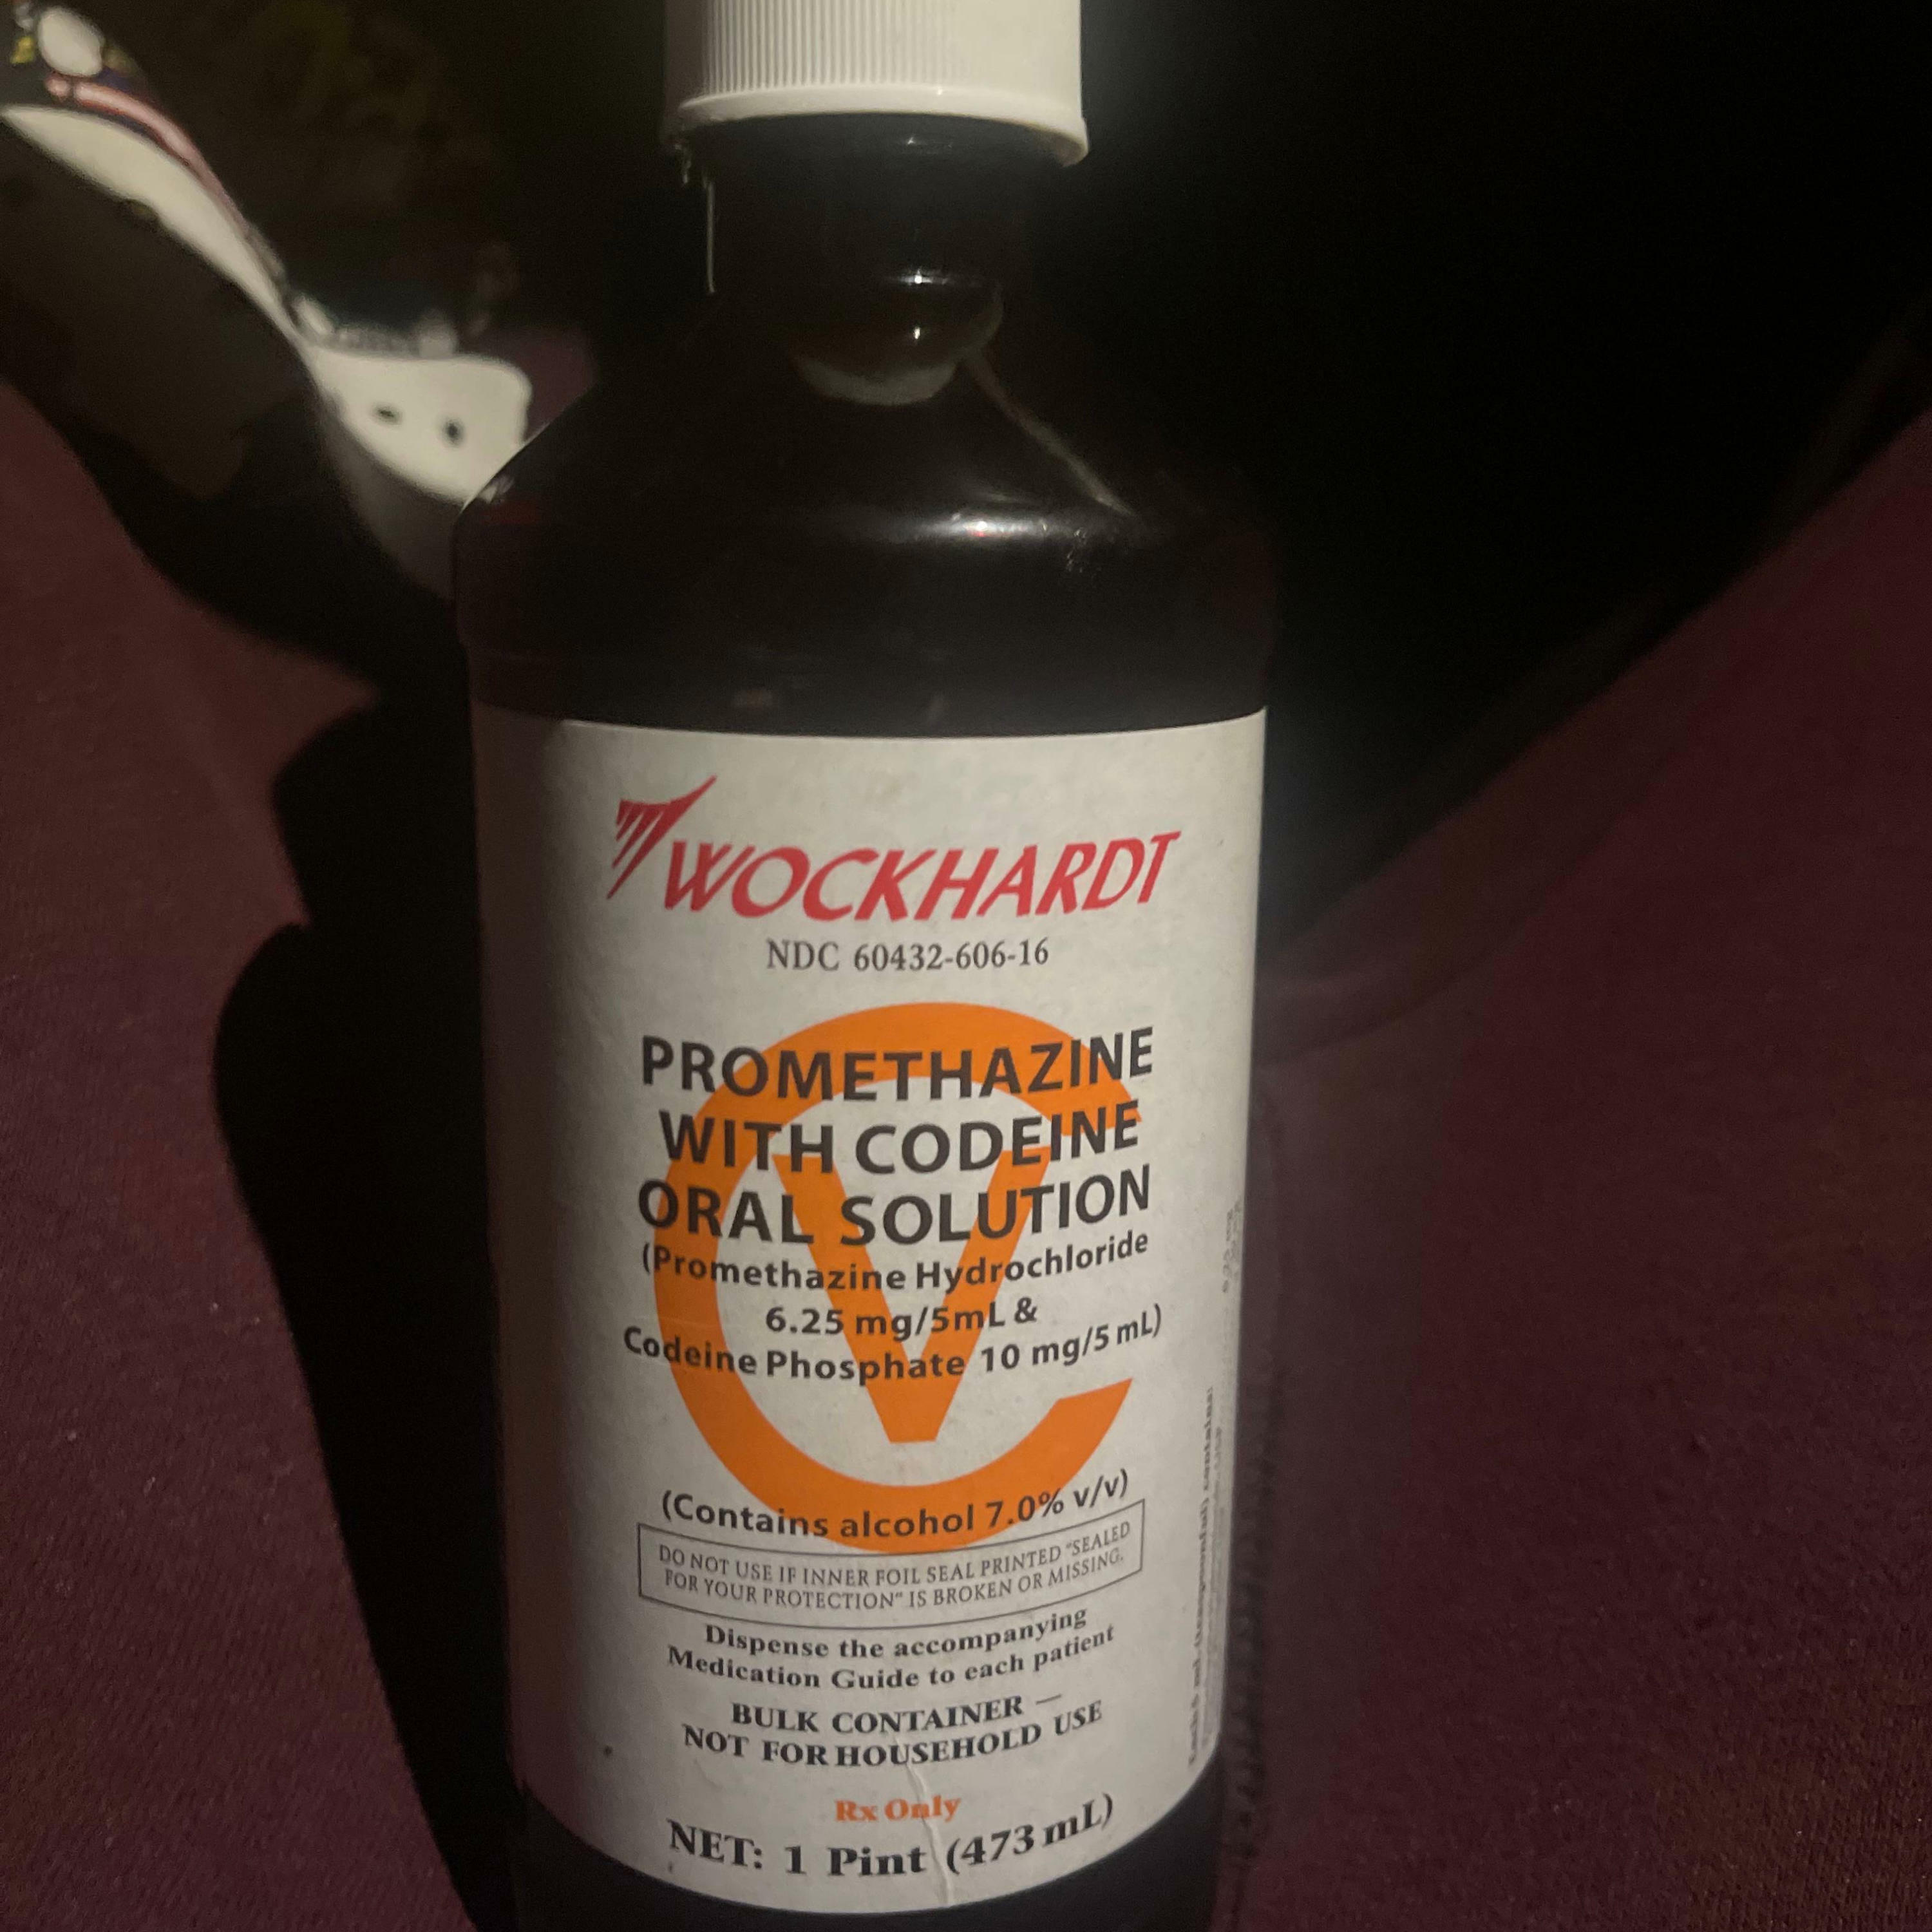 WOCKHARDT
NDC 60432-606-16
PROMETHAZINE
WITH CODEINE
ORAL SOLUTION
(Promethazine Hydrochloride
6.25 mg/5mL &
Codeine Phosphate 10 mg/5 mL)
CV
(Contains alcohol 7.0% v/v)
DO NOT USE IF INNER FOIL SEAL PRINTED "SEALED
FOR YOUR PROTECTION" IS BROKEN OR MISSING.
Dispense the accompanying
Medication Guide to each patient
BULK CONTAINER —
NOT FOR HOUSEHOLD USE
Rx Only
NET: 1 Pint (473 mL)